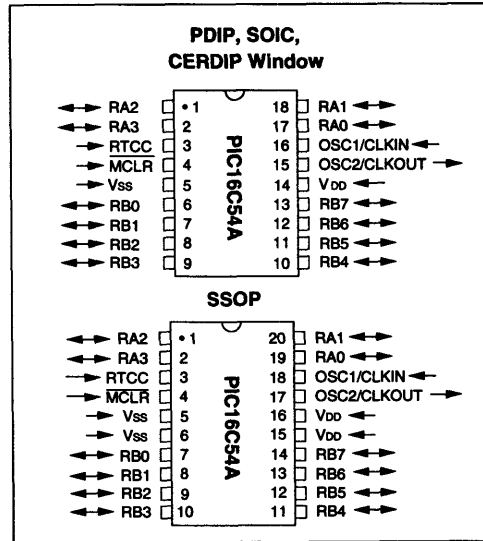 PDIP, SOIC,
CERDIP Window
RA2 • 1 18 RA1
RA3 2 17 RA0
RTCC 3 16 OSC1/CLKIN
MCLR 4 15 OSC2/CLKOUT
Vss 5 14 VDD
RB0 6 13 RB7
RB1 7 12 RB6
RB2 8 11 RB5
RB3 9 10 RB4
PIC16C54A
SSOP
RA2 • 1 20 RA1
RA3 2 19 RA0
RTCC 3 18 OSC1/CLKIN
MCLR 4 17 OSC2/CLKOUT
Vss 5 16 VDD
Vss 6 15 VDD
RB0 7 14 RB7
RB1 8 13 RB6
RB2 9 12 RB5
RB3 10 11 RB4
PIC16C54A